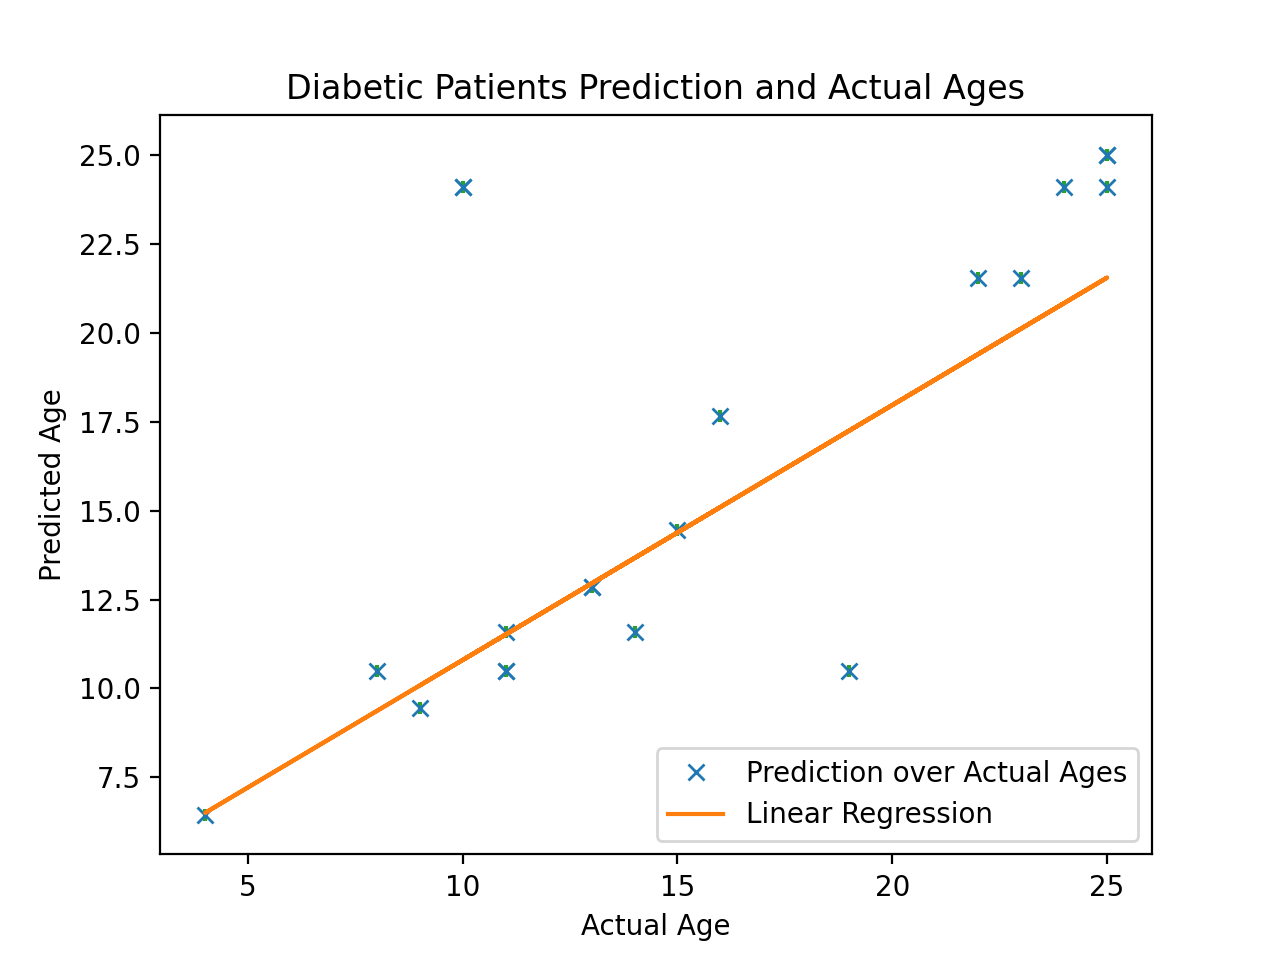 Diabetic Patients Prediction and Actual Ages
25.0
22.5
20.0
17.5
15.0
12.5
10.0
7.5
Predicted Age
5
10
15
20
25
Actual Age
Prediction over Actual Ages
Linear Regression